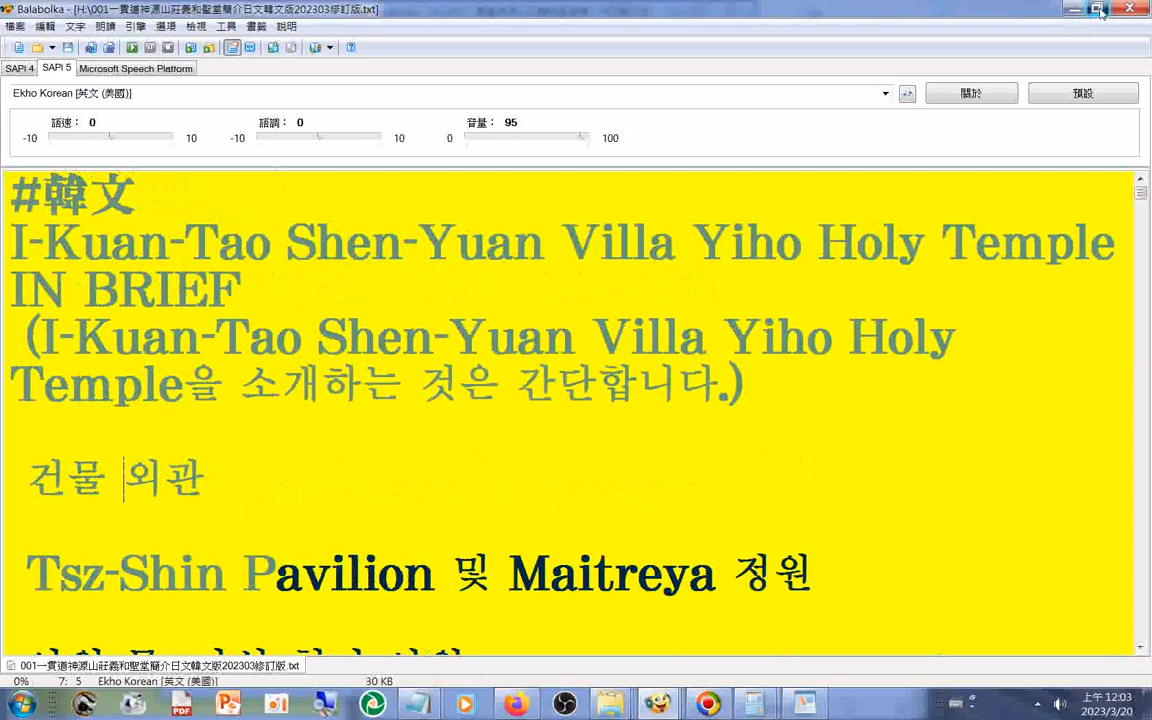 Balabolka - [H:\001一貫道神源山莊義和聖堂簡介日文韓文版202303修訂版.txt]
檔案 編輯 文字 朗讀 引擎 選項 檢視 工具 書籤 說明
SAPI 4 SAPI 5 Microsoft Speech Platform
Ekho Korean [英文 (美國)] 關於 預設
語速: 0 語調: 0 音量: 95
-10 10 -10 10 0 100
#韓文
I-Kuan-Tao Shen-Yuan Villa Yiho Holy Temple
IN BRIEF
(I-Kuan-Tao Shen-Yuan Villa Yiho Holy
Temple을 소개하는 것은 간단합니다.)
건물 외관
Tsz-Shin Pavilion 및 Maitreya 정원
001一貫道神源山莊義和聖堂簡介日文韓文版202303修訂版.txt
0% 7: 5 Ekho Korean [英文 (美國)] 30 KB
PDF
上午 12:03
2023/3/20